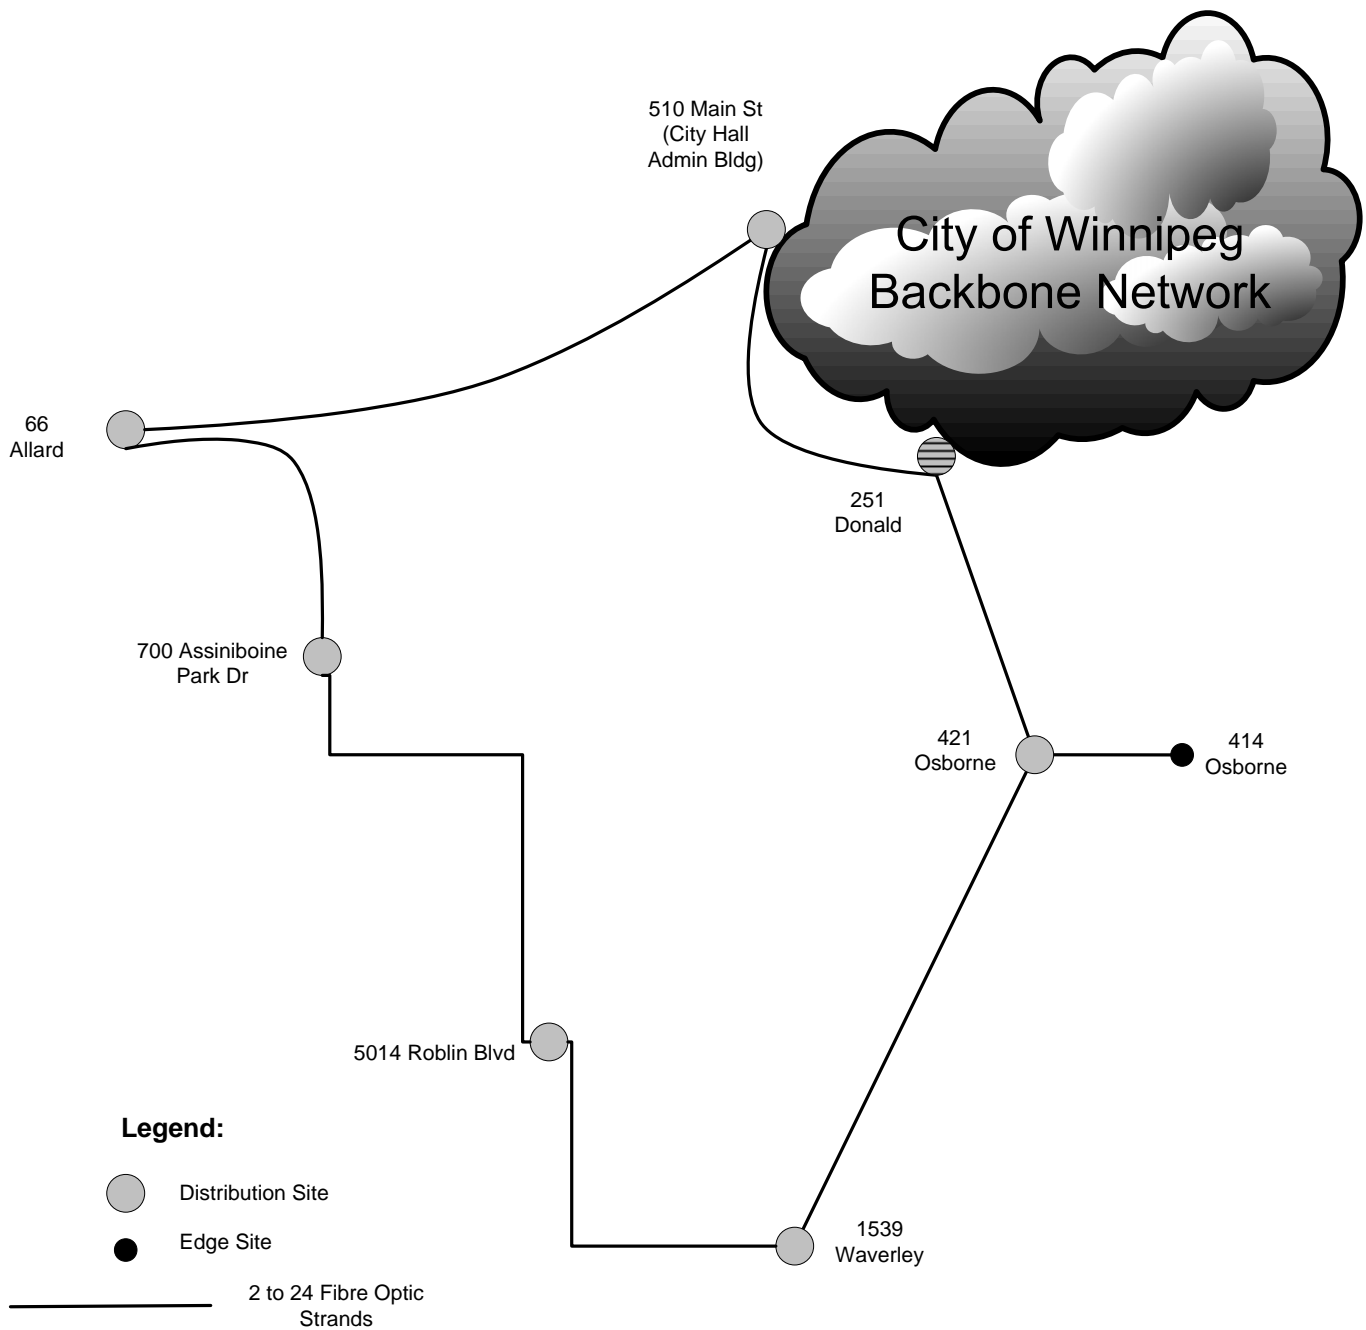 510 Main St
(City Hall
Admin Bldg)
City of Winnipeg
Backbone Network
66
Allard
251
Donald
700 Assiniboine
Park Dr
421
Osborne
414
Osborne
5014 Roblin Blvd
Legend:
Distribution Site
Edge Site
2 to 24 Fibre Optic
Strands
1539
Waverley